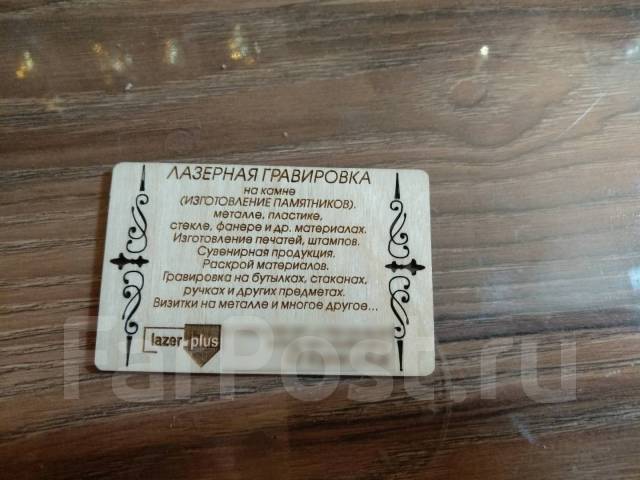 ЛАЗЕРНАЯ ГРАВИРОВКА
на камне
(ИЗГОТОВЛЕНИЕ ПАМЯТНИКОВ).
металле, пластике,
стекле, фанере и др. материалах.
Изготовление печатей, штампов.
Сувенирная продукция.
Раскрой материалов.
Гравировка на бутылках, стаканах,
ручках и других предметах.
Визитки на металле и многое другое...
lazer plus
FarPost.ru